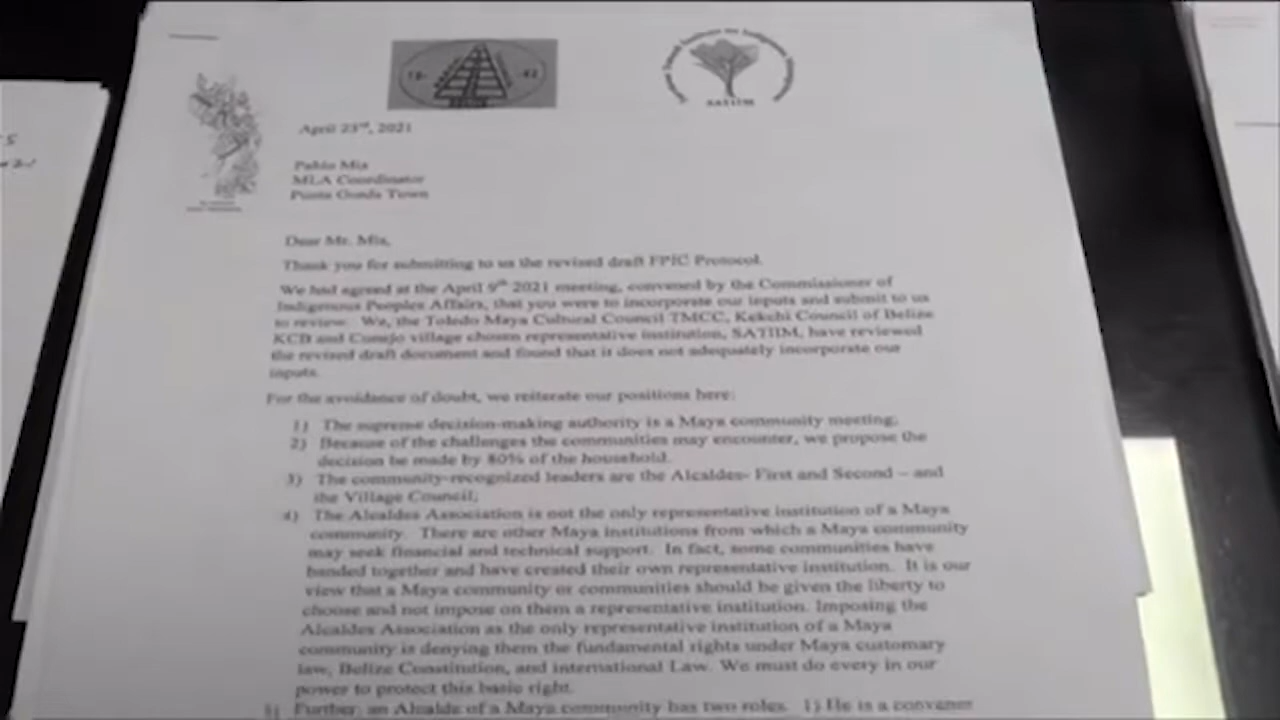 SATIIM
April 23rd, 2021
Pablo Mis
MLA Coordinator
Punta Gorda Town
Dear Mr. Mis,
Thank you for submitting to us the revised draft FPIC Protocol.
We had agreed at the April 9th 2021 meeting, convened by the Commissioner of
Indigenous Peoples Affairs, that you were to incorporate our inputs and submit to us
to review. We, the Toledo Maya Cultural Council TMCC, Kekchi Council of Belize
KCB and Conejo village chosen representative institution, SATIIM, have reviewed
the revised draft document and found that it does not adequately incorporate our
inputs.
For the avoidance of doubt, we reiterate our positions here:
1) The supreme decision-making authority is a Maya community meeting;
2) Because of the challenges the communities may encounter, we propose the
decision be made by 80% of the household.
3) The community-recognized leaders are the Alcaldes- First and Second – and
the Village Council;
4) The Alcaldes Association is not the only representative institution of a Maya
community. There are other Maya institutions from which a Maya community
may seek financial and technical support. In fact, some communities have
banded together and have created their own representative institution. It is our
view that a Maya community or communities should be given the liberty to
choose and not impose on them a representative institution. Imposing the
Alcaldes Association as the only representative institution of a Maya
community is denying them the fundamental rights under Maya customary
law, Belize Constitution, and international Law. We must do every in our
power to protect this basic right.
5) Further: an Alcalde of a Maya community has two roles. 1) He is a convener